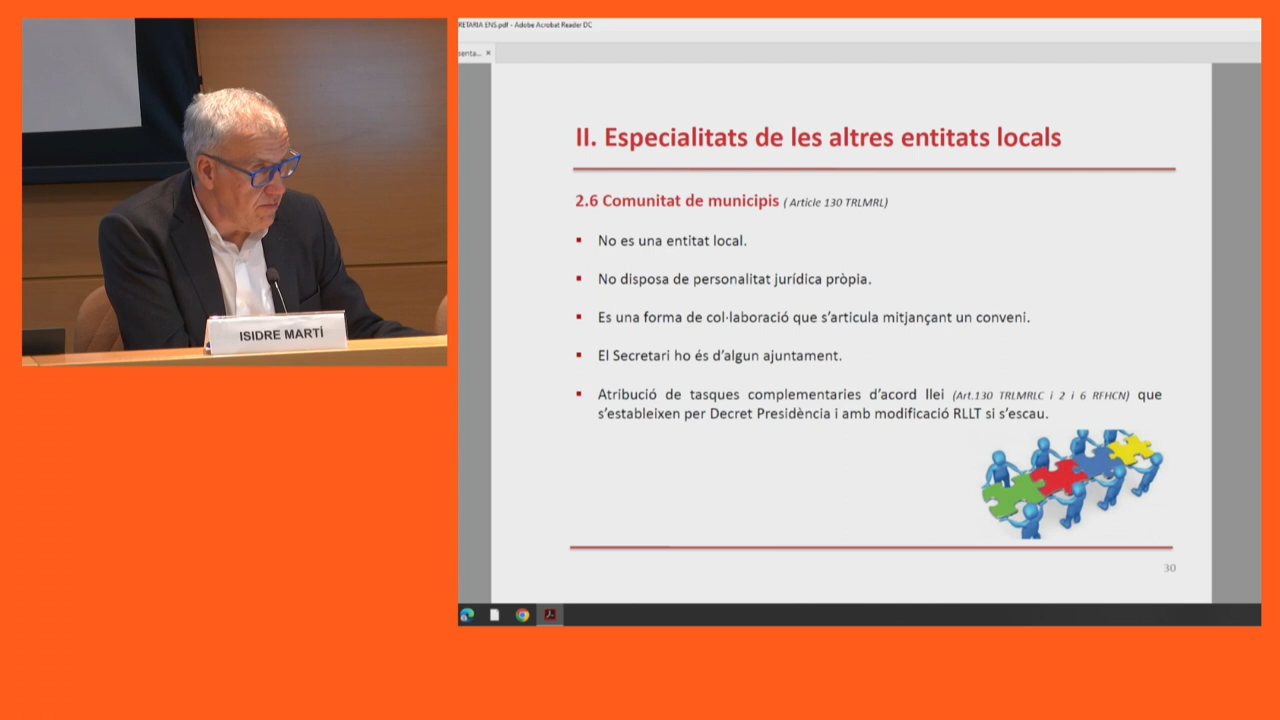 ISIDRE MARTÍ
RETARIA ENS.pdf - Adobe Acrobat Reader DC
senta... ×
II. Especialitats de les altres entitats locals
2.6 Comunitat de municipis ( Article 130 TRLMRL)
No es una entitat local.
No disposa de personalitat jurídica pròpia.
Es una forma de col·laboració que s’articula mitjançant un conveni.
El Secretari ho és d’algun ajuntament.
Atribució de tasques complementaries d’acord llei (Art.130 TRLMRLC i 2 i 6 RFHCN) que
s’estableixen per Decret Presidència i amb modificació RLLT si s’escau.
30